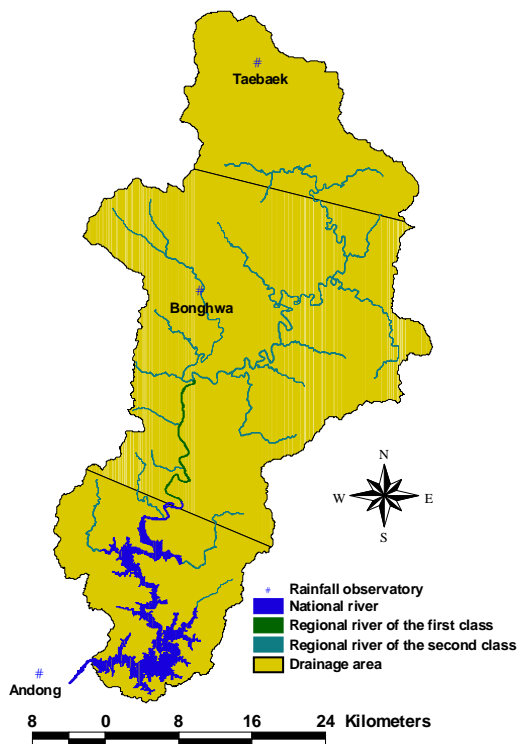 #
Taebaek
#
Bonghwa
N
W E
S
# Rainfall observatory
National river
Regional river of the first class
Regional river of the second class
Drainage area
#
Andong
8 0 8 16 24 Kilometers